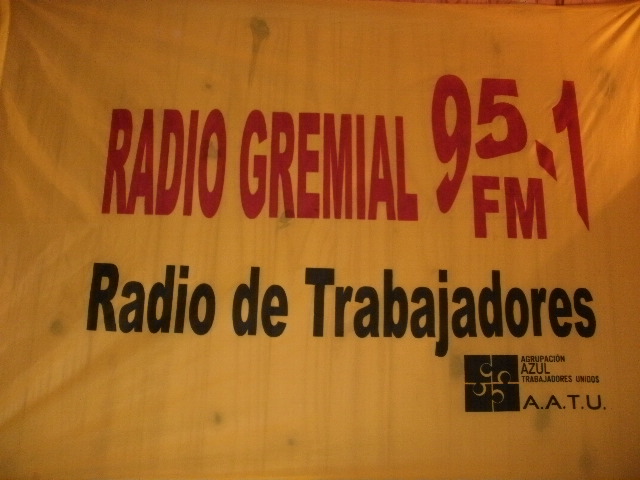 RADIO GREMIAL 95.1
FM
Radio de Trabajadores
AGRUPACIÓN
AZUL
TRABAJADORES UNIDOS
A.A.T.U.